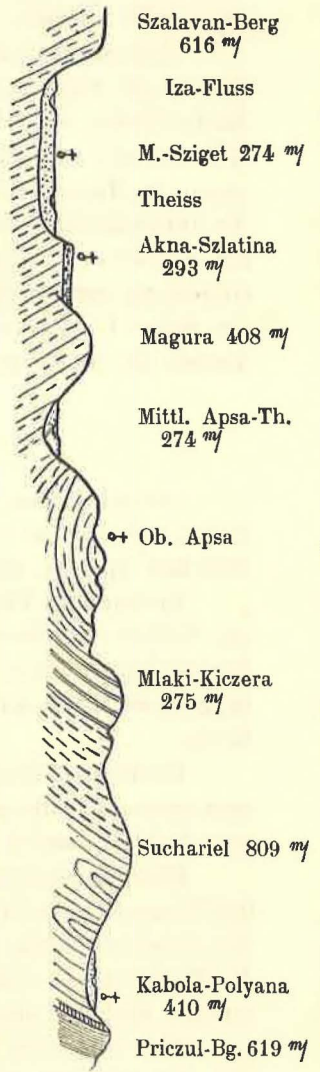 Szalavan-Berg
616 m/
Iza-Fluss
M.-Sziget 274 m/
Theiss
Akna-Szlatina
293 m/
Magura 408 m/
Mittl. Apsa-Th.
274 m/
Ob. Apsa
Mlaki-Kiczera
275 m/
Suchariel 809 m/
Kabola-Polyana
410 m/
Priczul-Bg. 619 m/